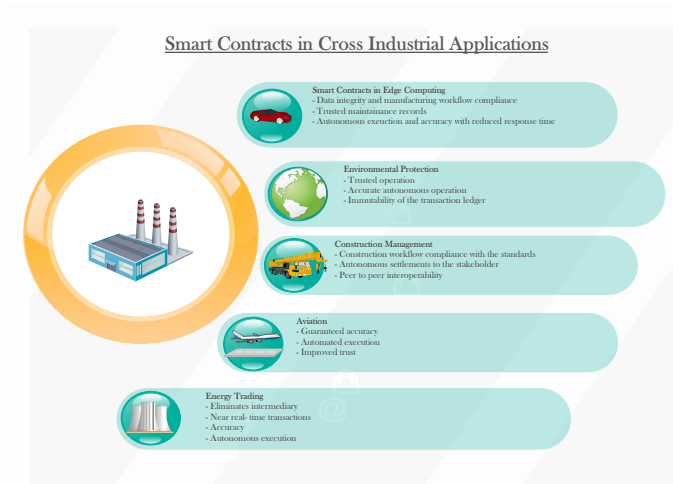 Smart Contracts in Cross Industrial Applications
Smart Contracts in Edge Computing
- Data integrity and manufacturing workflow compliance
- Trusted maintainance records
- Autonomous exeuction and accuracy with reduced response time
Environmental Protection
- Trusted operation
- Accurate autonomous operation
- Immutability of the transaction ledger
Construction Management
- Construction workflow compliance with the standards
- Autonomous settlements to the stakeholder
- Peer to peer interoperability
Aviation
- Guaranteed accuracy
- Automated execution
- Improved trust
Energy Trading
- Eliminates intermediary
- Near real- time transactions
- Accuracy
- Autonomous execution